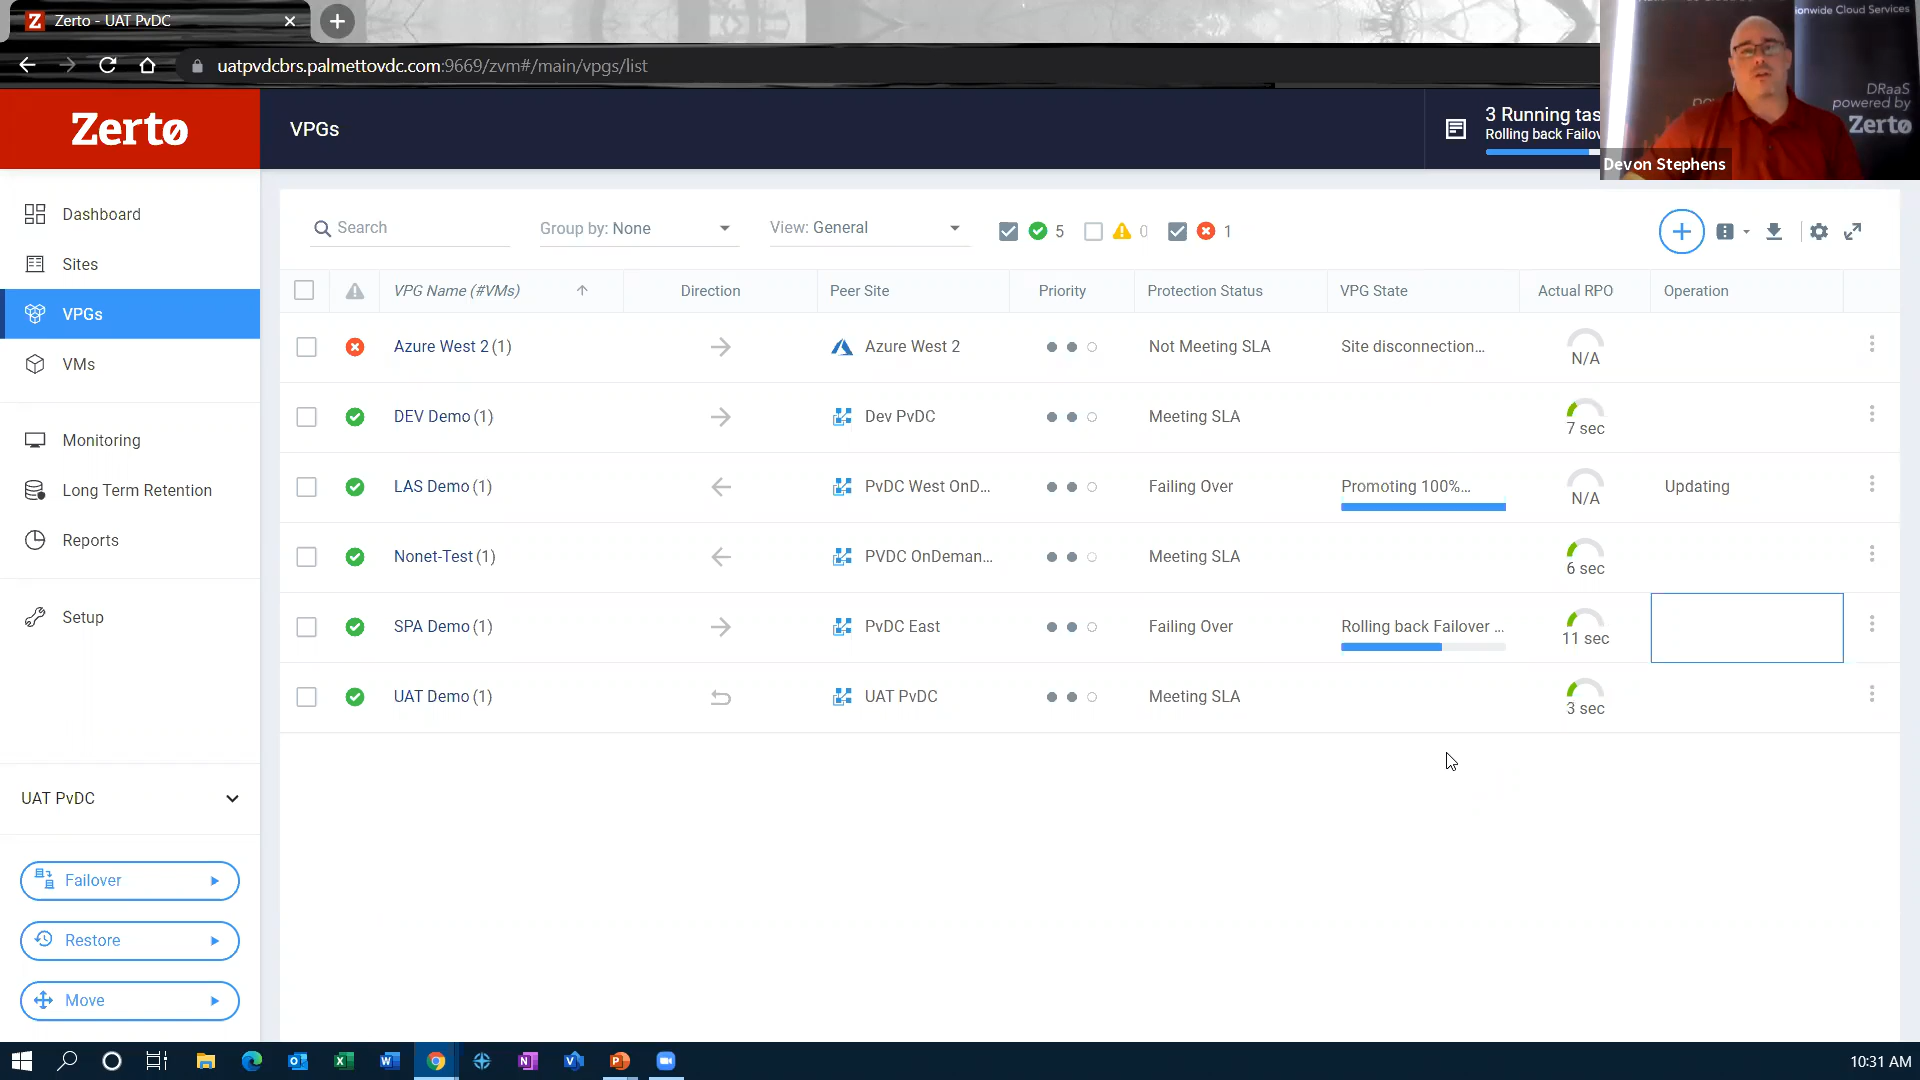 Zerto - UAT PvDC
uatpvdcbrs.palmettovdc.com:9669/zvm#/main/vpgs/list
ionwide Cloud Services
DRaaS
powered by
Zerto
Devon Stephens
Zerto
VPGs
3 Running tas
Rolling back Failov
Dashboard
Sites
VPGs
VMs
Monitoring
Long Term Retention
Reports
Setup
UAT PvDC
Failover
Restore
Move
Search
Group by: None
View: General
5
0
1
VPG Name (#VMs) Direction Peer Site Priority Protection Status VPG State Actual RPO Operation
Azure West 2 (1) Azure West 2 Not Meeting SLA Site disconnection... N/A
DEV Demo (1) Dev PvDC Meeting SLA 7 sec
LAS Demo (1) PvDC West OnD... Failing Over Promoting 100%... N/A Updating
Nonet-Test (1) PVDC OnDeman... Meeting SLA 6 sec
SPA Demo (1) PvDC East Failing Over Rolling back Failover ... 11 sec
UAT Demo (1) UAT PvDC Meeting SLA 3 sec
10:31 AM